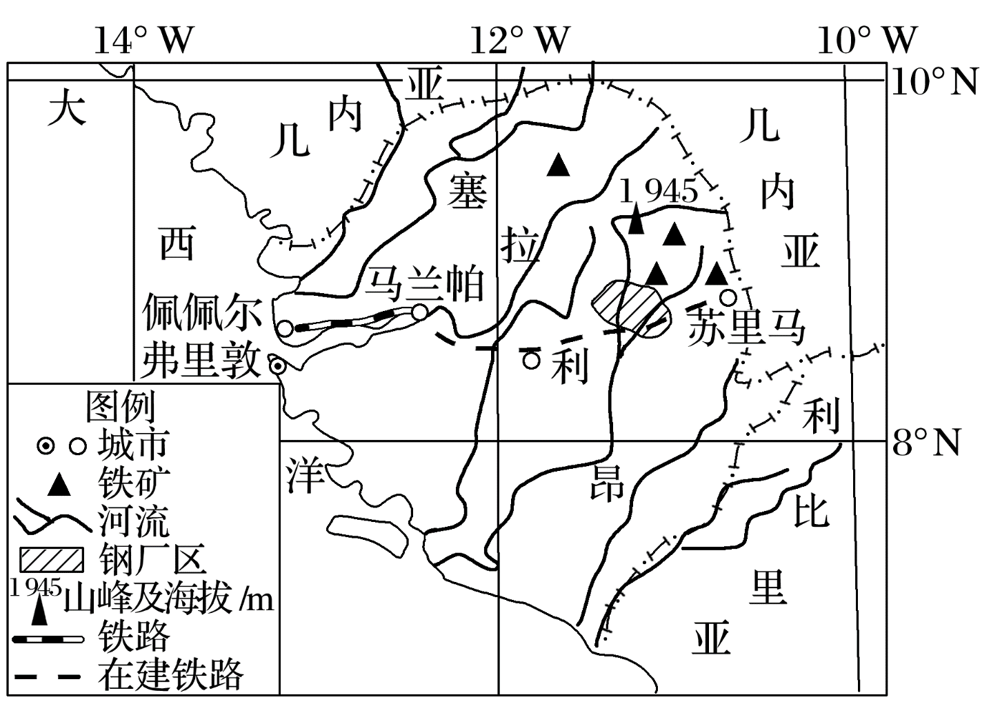 14° W
12° W
10° W
10° N
大
西
洋
几
内
亚
几
内
亚
塞
拉
利
昂
1 945
马兰帕
佩佩尔
弗里敦
苏里马
8° N
利
比
里
亚
图例
城市
铁矿
河流
钢厂区
1 945 山峰及海拔/m
铁路
在建铁路